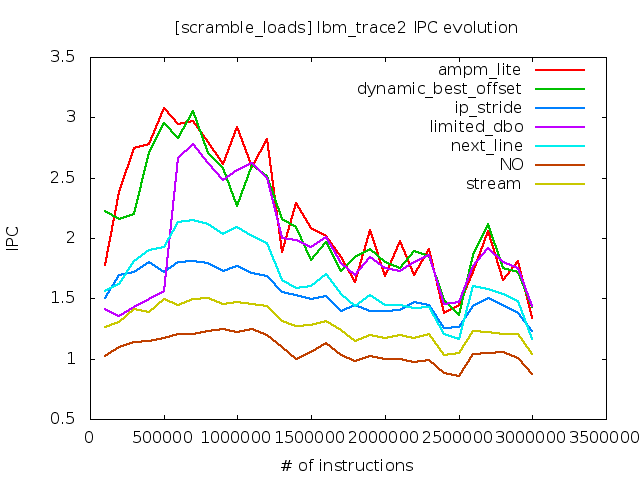 [scramble_loads] lbm_trace2 IPC evolution
3.5
3
2.5
2
1.5
1
0.5
IPC
ampm_lite
dynamic_best_offset
ip_stride
limited_dbo
next_line
NO
stream
0 500000 1000000 1500000 2000000 2500000 3000000 3500000
# of instructions